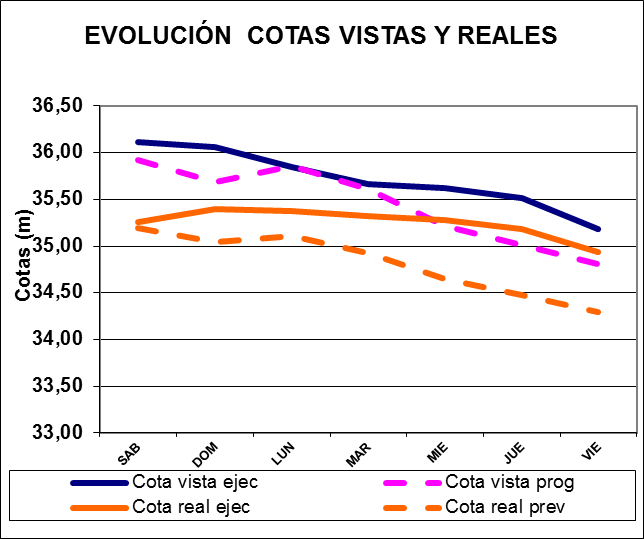 EVOLUCIÓN  COTAS VISTAS Y REALES
36,50
36,00
35,50
35,00
34,50
34,00
33,50
33,00
Cotas (m)
SAB DOM LUN MAR MIE JUE VIE
Cota vista ejec Cota vista prog
Cota real ejec Cota real prev